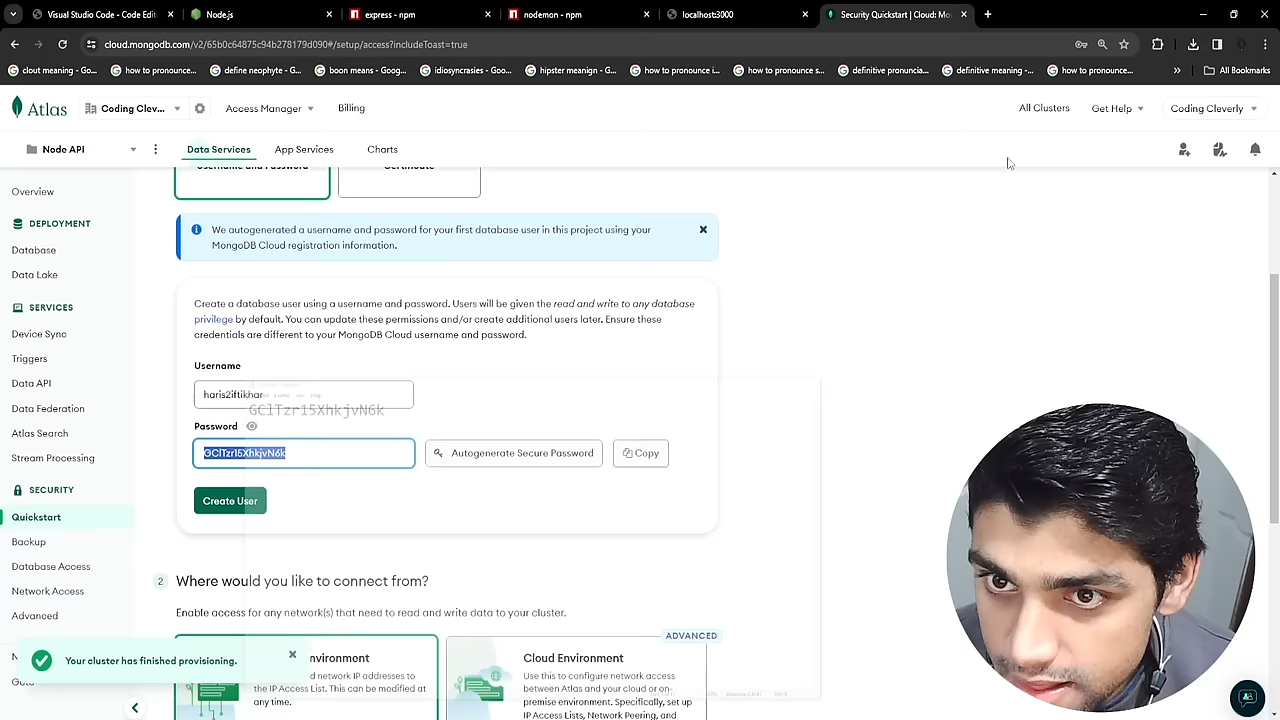 Visual Studio Code - Code Edit
Node.js
express - npm
nodemon - npm
localhost:3000
Security Quickstart | Cloud: Mo
cloud.mongodb.com/v2/65b0c64875c94b278179d090#/setup/access?includeToast=true
clout meaning - Go...
how to pronounce...
define neophyte - G...
boon means - Goog...
idiosyncrasies - Goo...
hipster meanign - G...
how to pronounce i...
how to pronounce s...
definitive pronuncia...
definitive meaning -...
how to pronounce...
All Bookmarks
Atlas
Coding Clev...
Access Manager
Billing
All Clusters
Get Help
Coding Cleverly
Node API
Data Services
App Services
Charts
Overview
DEPLOYMENT
Database
Data Lake
SERVICES
Device Sync
Triggers
Data API
Data Federation
Atlas Search
Stream Processing
SECURITY
Quickstart
Backup
Database Access
Network Access
Advanced
Username and Password
Certificate
We autogenerated a username and password for your first database user in this project using your
MongoDB Cloud registration information.
Create a database user using a username and password. Users will be given the read and write to any database
privilege by default. You can update these permissions and/or create additional users later. Ensure these
credentials are different to your MongoDB Cloud username and password.
Username
haris2iftikhar
GClTzr15XhkjvN6k
Password
GClTzr15XhkjvN6k
Autogenerate Secure Password
Copy
Create User
2 Where would you like to connect from?
Enable access for any network(s) that need to read and write data to your cluster.
ADVANCED
Your cluster has finished provisioning.
nvironment
network IP addresses to
the IP Access List. This can be modified at
any time.
Cloud Environment
Use this to configure network access
between Atlas and your cloud or on-
premise environment. Specifically, set up
IP Access Lists, Network Peering, and